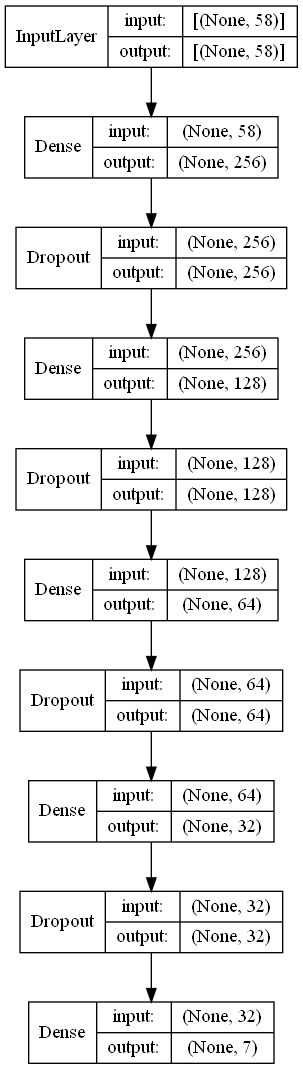 InputLayer input: [(None, 58)]
output: [(None, 58)]
Dense input: (None, 58)
output: (None, 256)
Dropout input: (None, 256)
output: (None, 256)
Dense input: (None, 256)
output: (None, 128)
Dropout input: (None, 128)
output: (None, 128)
Dense input: (None, 128)
output: (None, 64)
Dropout input: (None, 64)
output: (None, 64)
Dense input: (None, 64)
output: (None, 32)
Dropout input: (None, 32)
output: (None, 32)
Dense input: (None, 32)
output: (None, 7)